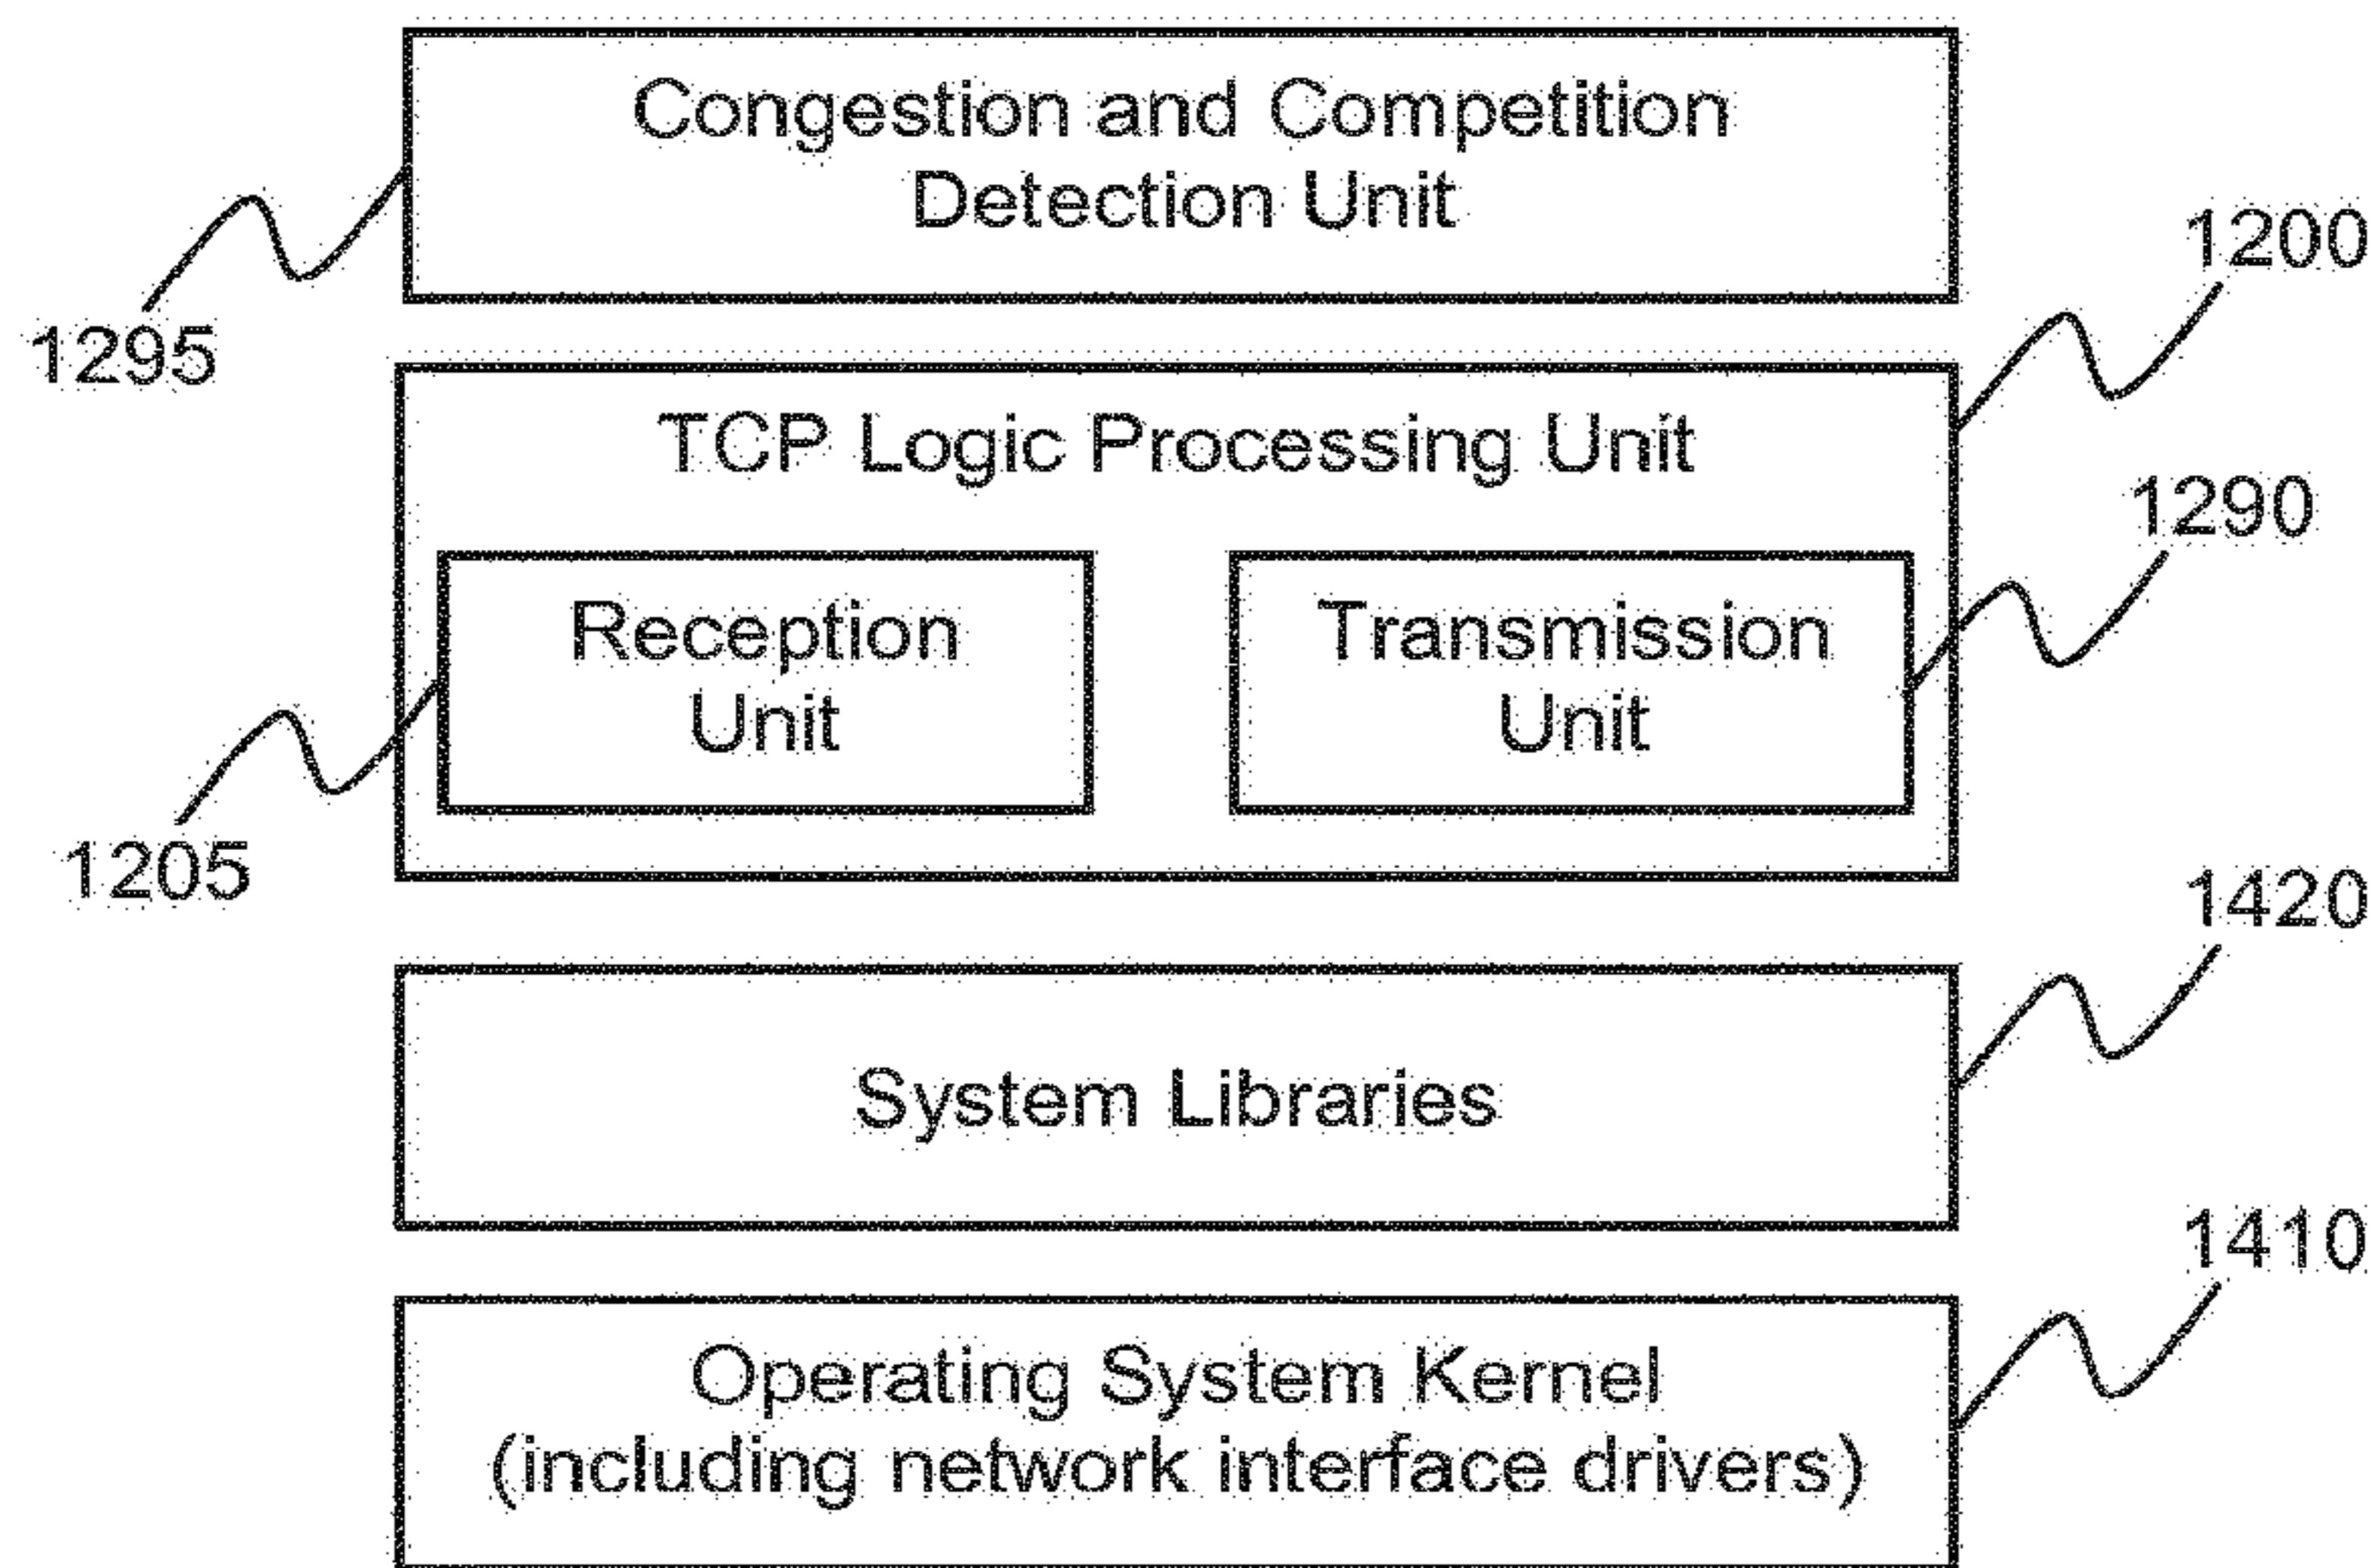 Congestion and Competition
Detection Unit
1295
1200
TCP Logic Processing Unit
1290
Reception
Unit
Transmission
Unit
1205
1420
System Libraries
1410
Operating System Kernel
(including network interface drivers)